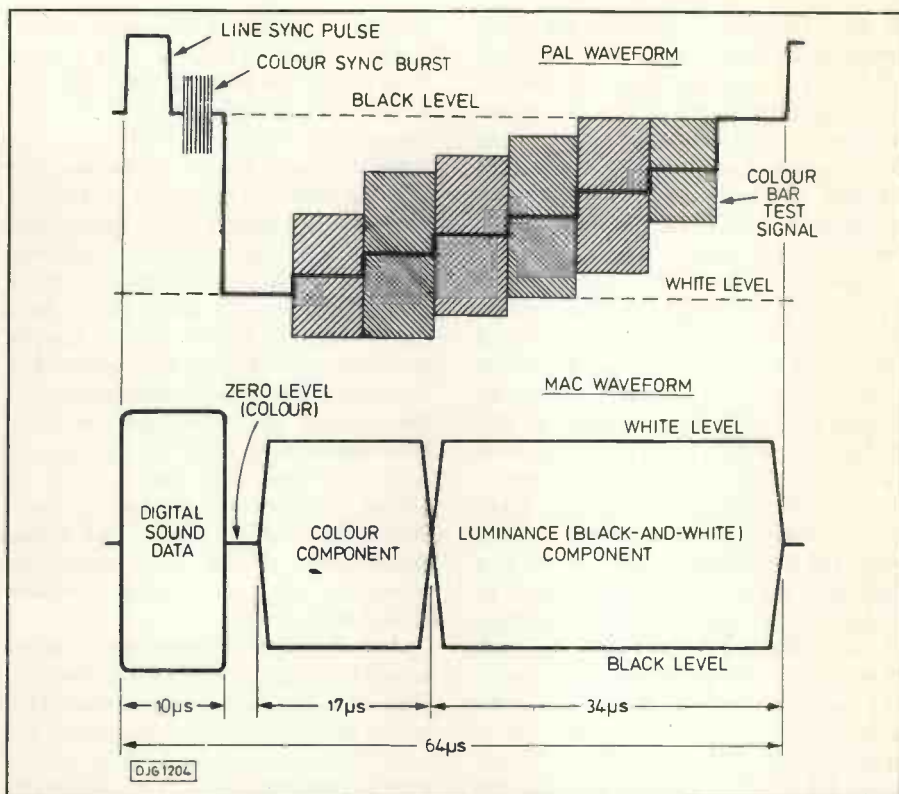 LINE SYNC PULSE
PAL WAVEFORM
COLOUR SYNC BURST
BLACK LEVEL
COLOUR
BAR
TEST
SIGNAL
WHITE LEVEL
MAC WAVEFORM
ZERO LEVEL
(COLOUR)
WHITE LEVEL
DIGITAL
SOUND
DATA
COLOUR
COMPONENT
LUMINANCE (BLACK-AND-WHITE)
COMPONENT
BLACK LEVEL
10µs
17µs
34µs
64µs
DJG1204